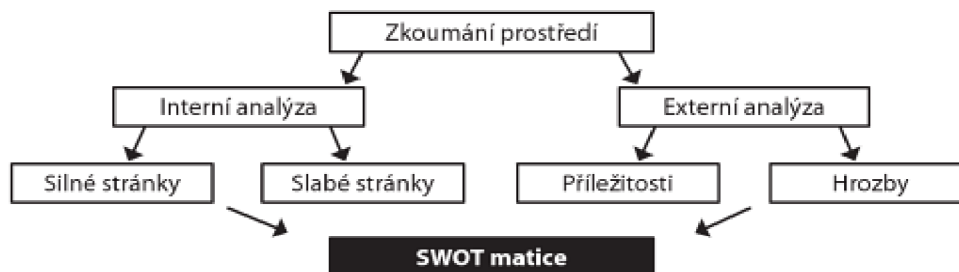 Zkoumání prostředí
Interní analýza
Externí analýza
Silné stránky
Slabé stránky
Příležitosti
Hrozby
SWOT matice